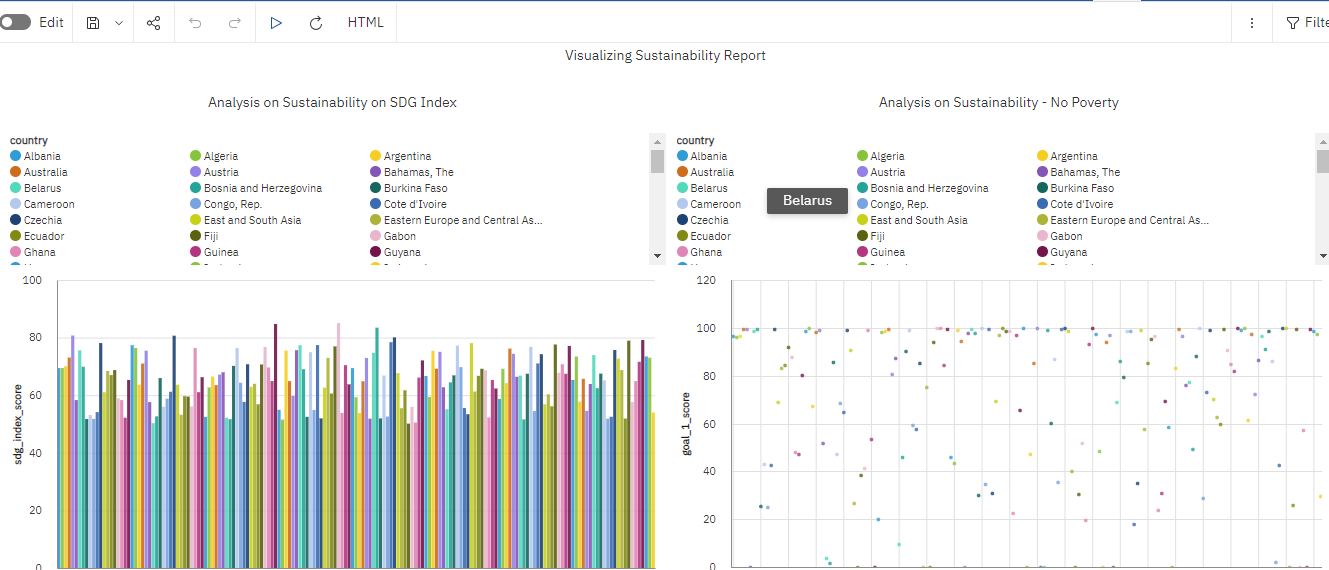 Edit HTML Filte
Visualizing Sustainability Report
Analysis on Sustainability on SDG Index
country
Albania Algeria Argentina
Australia Austria Bahamas, The
Belarus Bosnia and Herzegovina Burkina Faso
Cameroon Congo, Rep. Cote d'Ivoire
Czechia East and South Asia Eastern Europe and Central As...
Ecuador Fiji Gabon
Ghana Guinea Guyana
sdg_index_score
100
80
60
40
20
0
Analysis on Sustainability - No Poverty
country
Albania Algeria Argentina
Australia Austria Bahamas, The
Belarus Bosnia and Herzegovina Burkina Faso
Cameroon Congo, Rep. Cote d'Ivoire
Czechia East and South Asia Eastern Europe and Central As...
Ecuador Fiji Gabon
Ghana Guinea Guyana
Belarus
goal_1_score
120
100
80
60
40
20
0